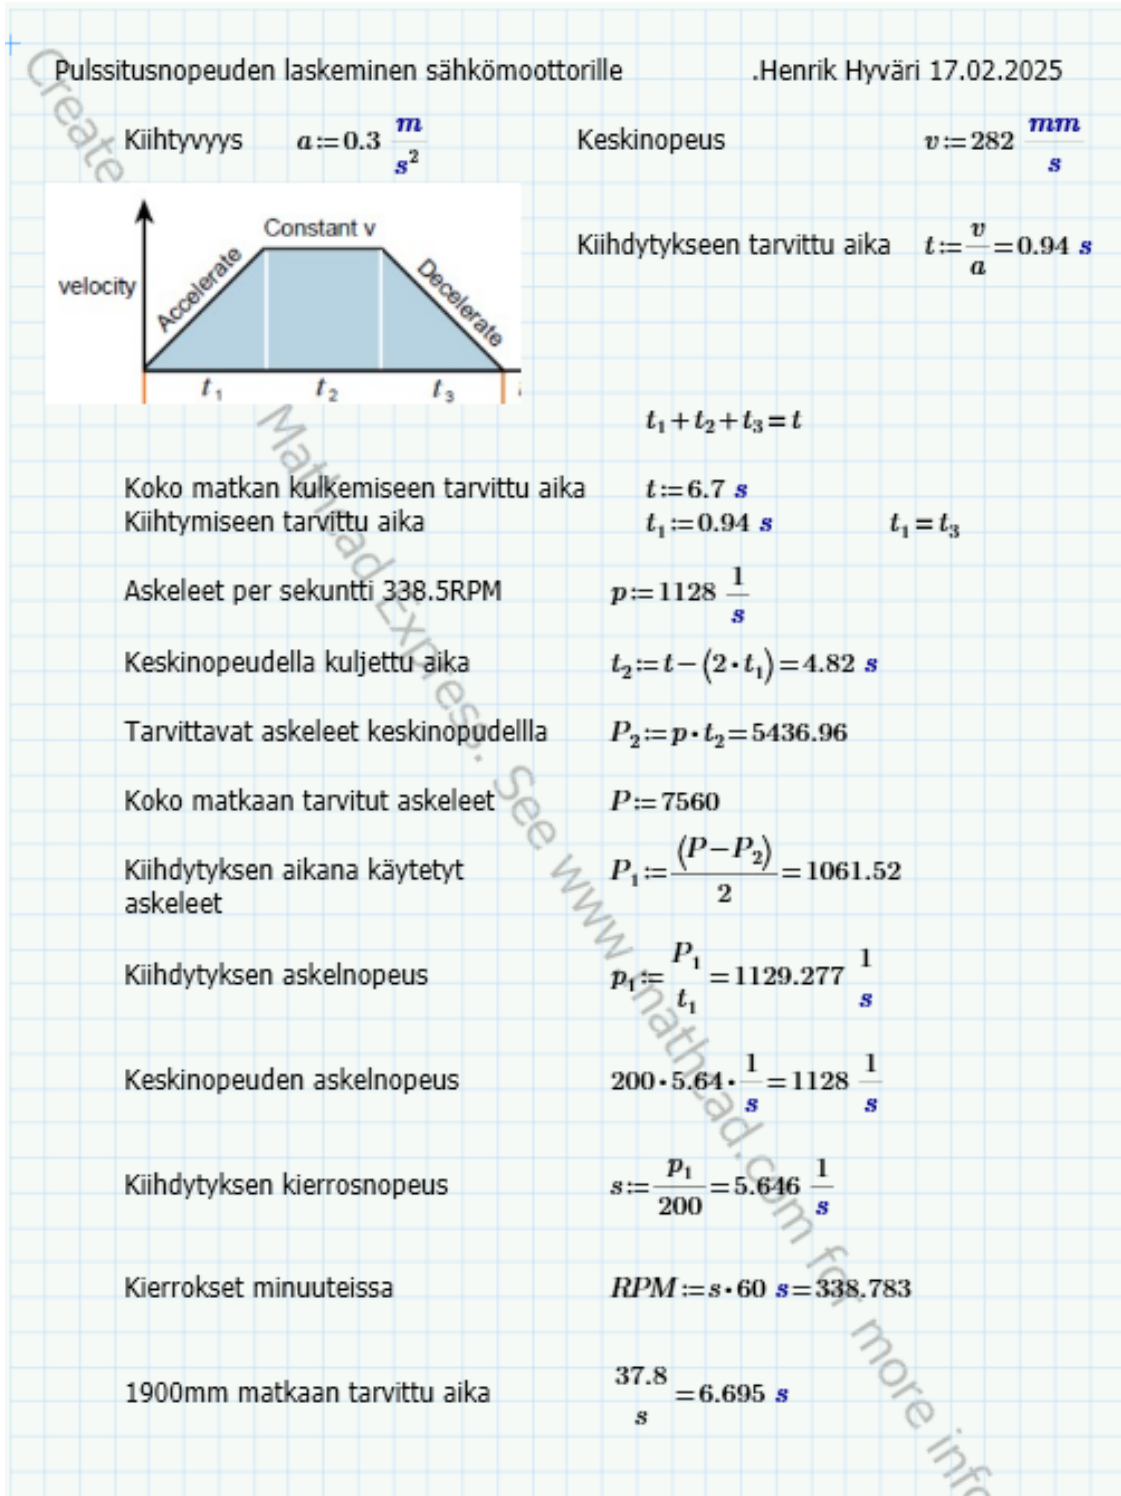 Pulssitusnopeuden laskeminen sähkömoottorille .Henrik Hyväri 17.02.2025
Kiihtyvyys a:=0.3 m/s² Keskinopeus v:=282 mm/s
Constant v
Accelerate
Decelerate
velocity
t₁ t₂ t₃
Kiihdytykseen tarvittu aika t:=v/a=0.94 s
t₁+t₂+t₃=t
Koko matkan kulkemiseen tarvittu aika t:=6.7 s
Kiihtymiseen tarvittu aika t₁:=0.94 s t₁=t₃
Askeleet per sekuntti 338.5RPM p:=1128 1/s
Keskinopeudella kuljettu aika t₂:=t-(2·t₁)=4.82 s
Tarvittavat askeleet keskinopudellla P₂:=p·t₂=5436.96
Koko matkaan tarvitut askeleet P:=7560
Kiihdytyksen aikana käytetyt
askeleet P₁:=(P-P₂)/2=1061.52
Kiihdytyksen askelnopeus p₁:=P₁/t₁=1129.277 1/s
Keskinopeuden askelnopeus 200·5.64·1/s=1128 1/s
Kiihdytyksen kierrosnopeus s:=p₁/200=5.646 1/s
Kierrokset minuuteissa RPM:=s·60 s=338.783
1900mm matkaan tarvittu aika 37.8/s=6.695 s
Create
Mathcad Express. See www.mathcad.com for more info